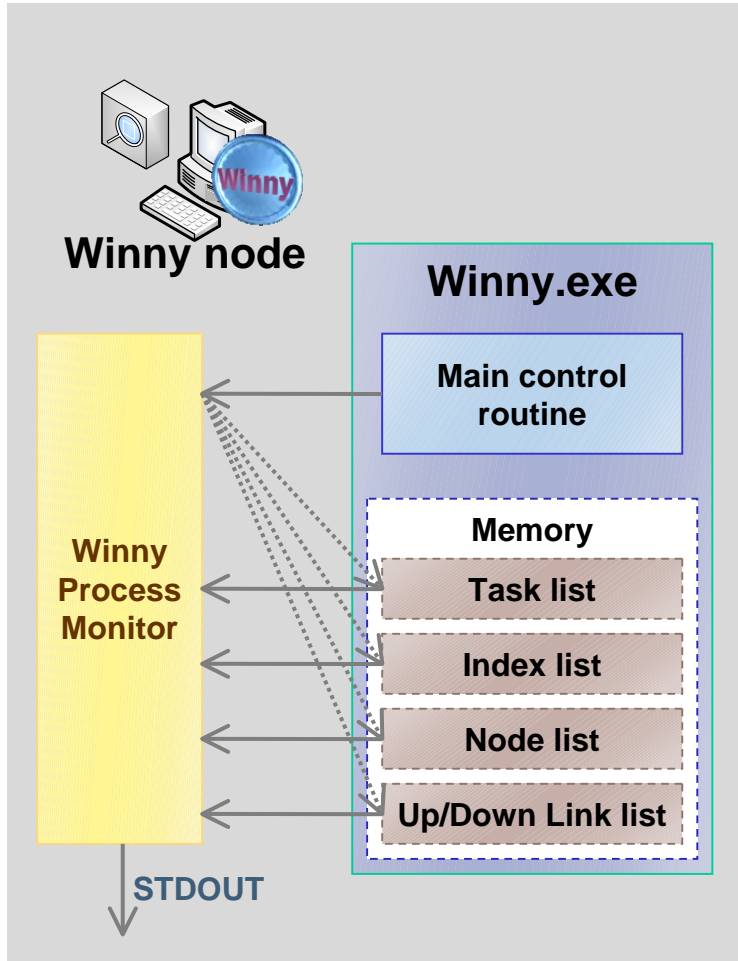 Winny
Winny node
Winny.exe
Main control
routine
Winny
Process
Monitor
Memory
Task list
Index list
Node list
Up/Down Link list
STDOUT